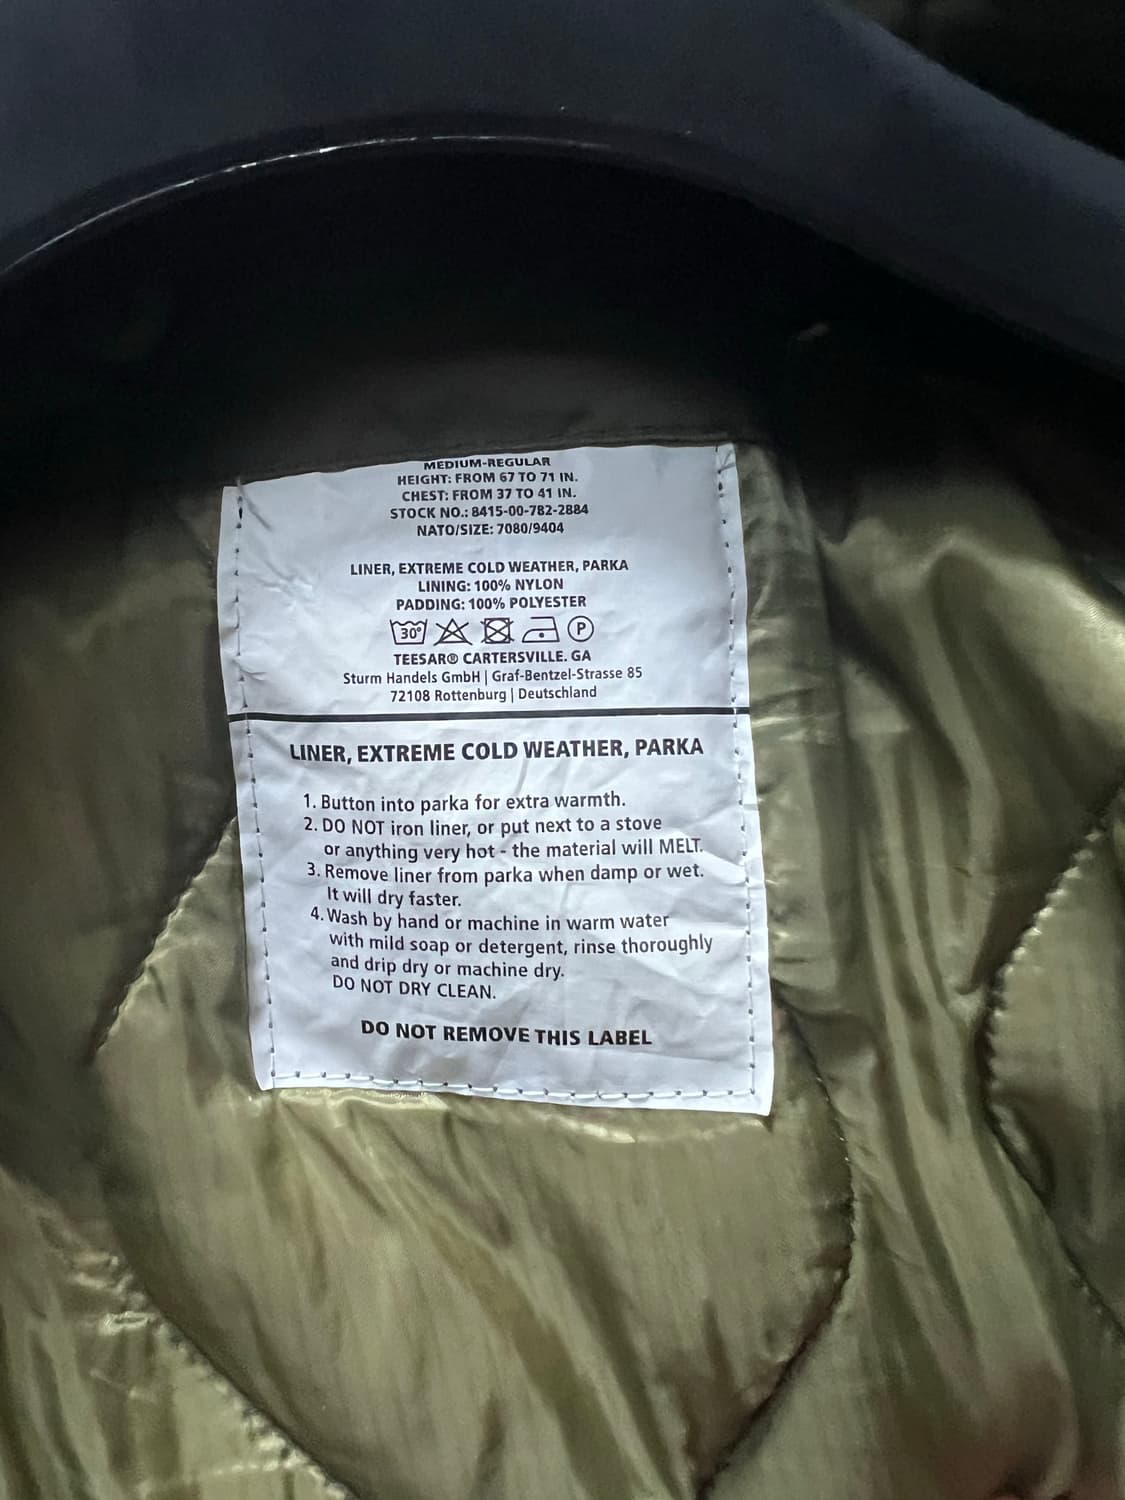 MEDIUM-REGULAR
HEIGHT: FROM 67 TO 71 IN.
CHEST: FROM 37 TO 41 IN.
STOCK NO.: 8415-00-782-2884
NATO/SIZE: 7080/9404
LINER, EXTREME COLD WEATHER, PARKA
LINING: 100% NYLON
PADDING: 100% POLYESTER
30° P
TEESAR® CARTERSVILLE. GA
Sturm Handels GmbH | Graf-Bentzel-Strasse 85
72108 Rottenburg | Deutschland
LINER, EXTREME COLD WEATHER, PARKA
1. Button into parka for extra warmth.
2. DO NOT iron liner, or put next to a stove
or anything very hot - the material will MELT.
3. Remove liner from parka when damp or wet.
It will dry faster.
4. Wash by hand or machine in warm water
with mild soap or detergent, rinse thoroughly
and drip dry or machine dry.
DO NOT DRY CLEAN.
DO NOT REMOVE THIS LABEL